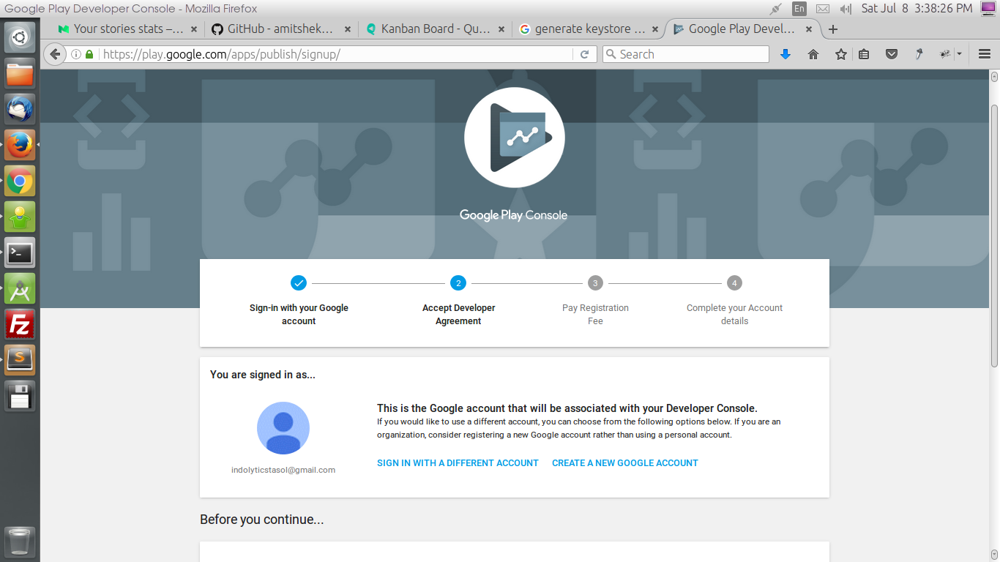 Google Play Developer Console - Mozilla Firefox
En
Sat Jul 8 3:38:26 PM
Your stories stats –...
GitHub - amitshek...
Kanban Board - Qu...
generate keystore ...
Google Play Devel...
https://play.google.com/apps/publish/signup/
Search
Google Play Console
2
3
4
Sign-in with your Google
account
Accept Developer
Agreement
Pay Registration
Fee
Complete your Account
details
You are signed in as...
This is the Google account that will be associated with your Developer Console.
If you would like to use a different account, you can choose from the following options below. If you are an
organization, consider registering a new Google account rather than using a personal account.
indolyticstasol@gmail.com
SIGN IN WITH A DIFFERENT ACCOUNT
CREATE A NEW GOOGLE ACCOUNT
Before you continue...